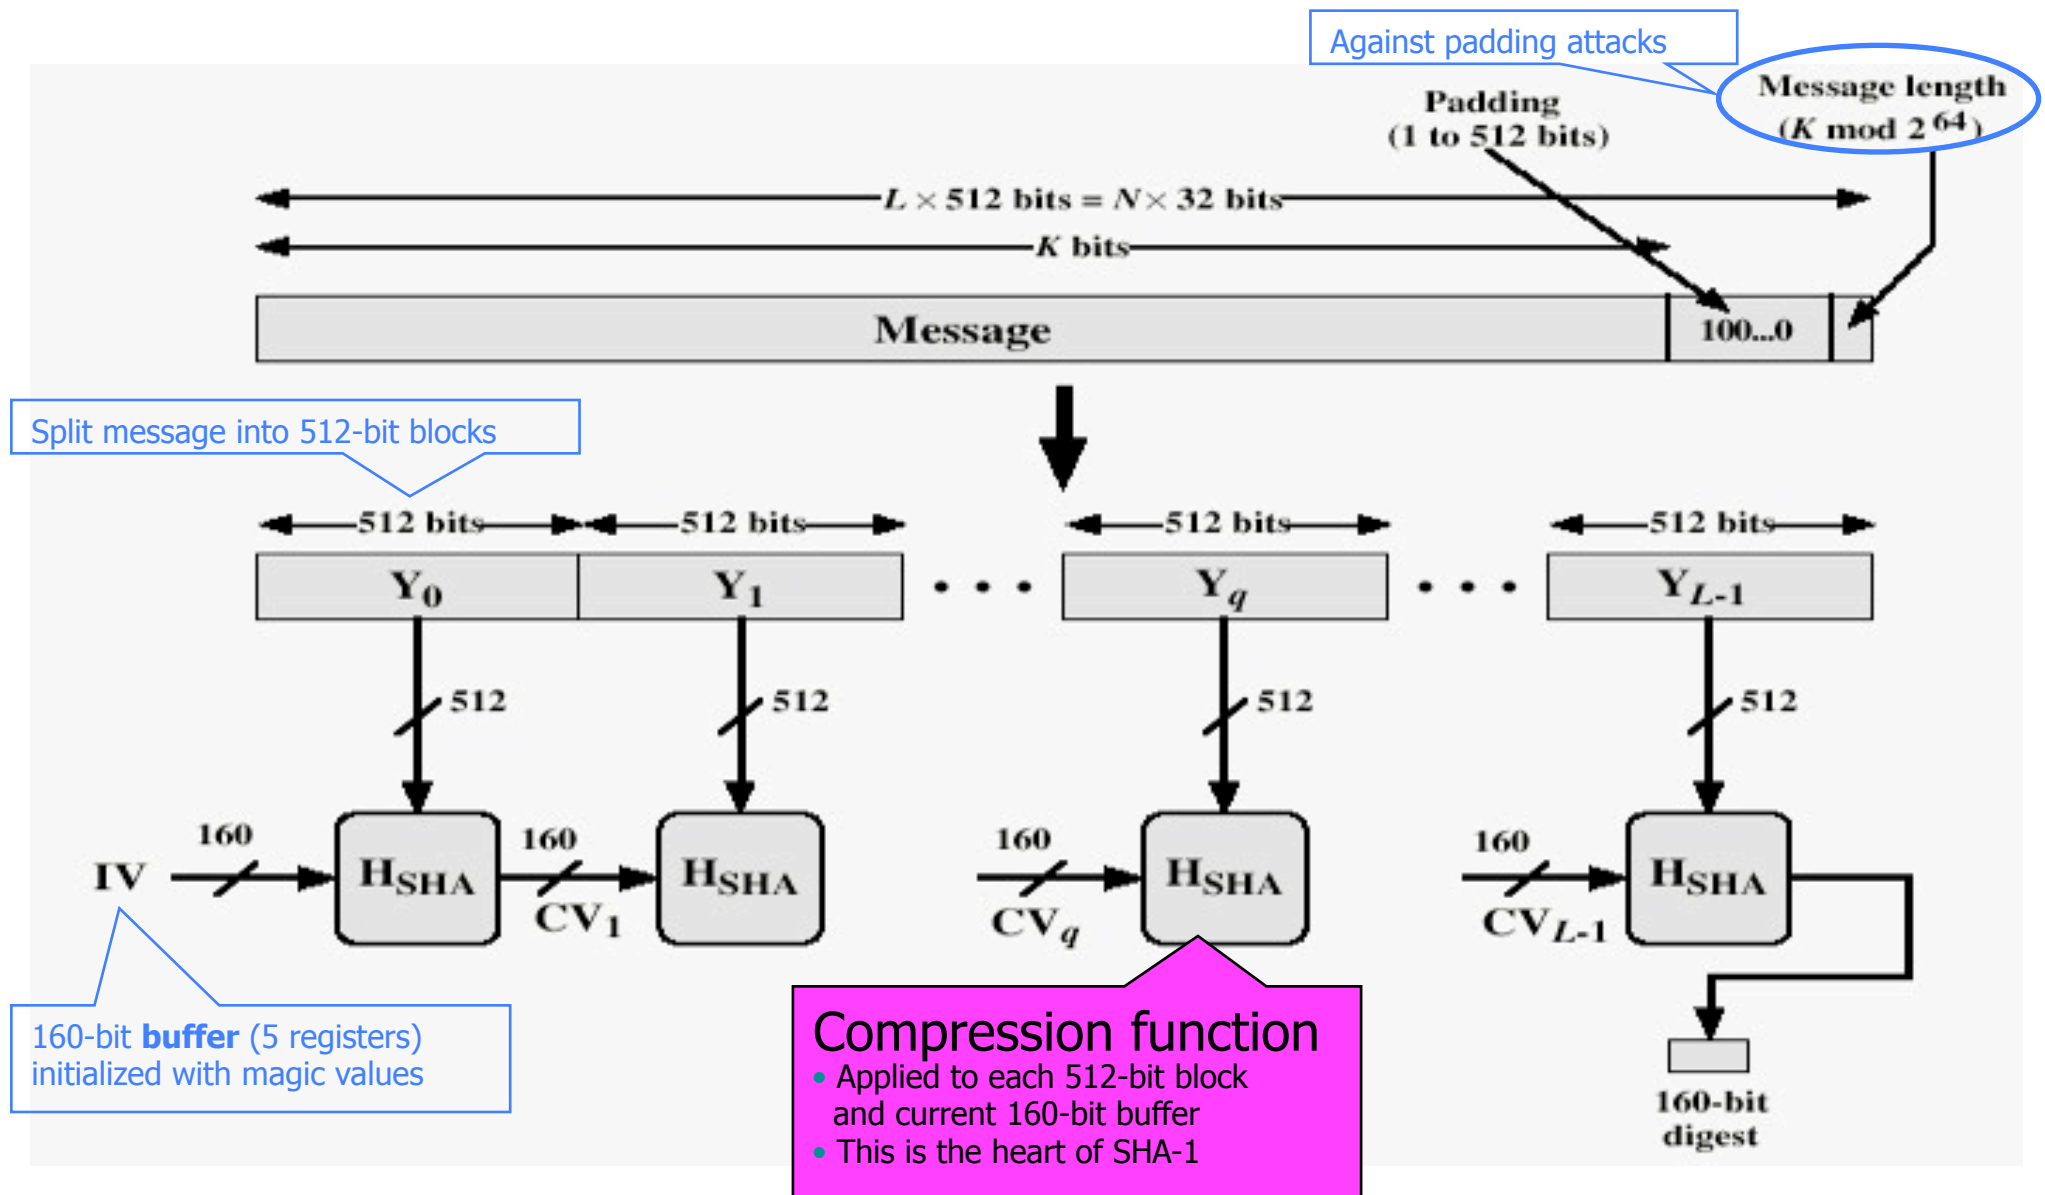 Against padding attacks
Padding
(1 to 512 bits)
Message length
(K mod 2^64)
L × 512 bits = N × 32 bits
K bits
Message
100...0
Split message into 512-bit blocks
512 bits
512 bits
512 bits
512 bits
Y0
Y1
• • •
Yq
• • •
YL-1
512
512
512
512
IV
160
HSHA
160
CV1
HSHA
160
CVq
HSHA
160
CVL-1
HSHA
160-bit buffer (5 registers)
initialized with magic values
Compression function
• Applied to each 512-bit block
and current 160-bit buffer
• This is the heart of SHA-1
160-bit
digest